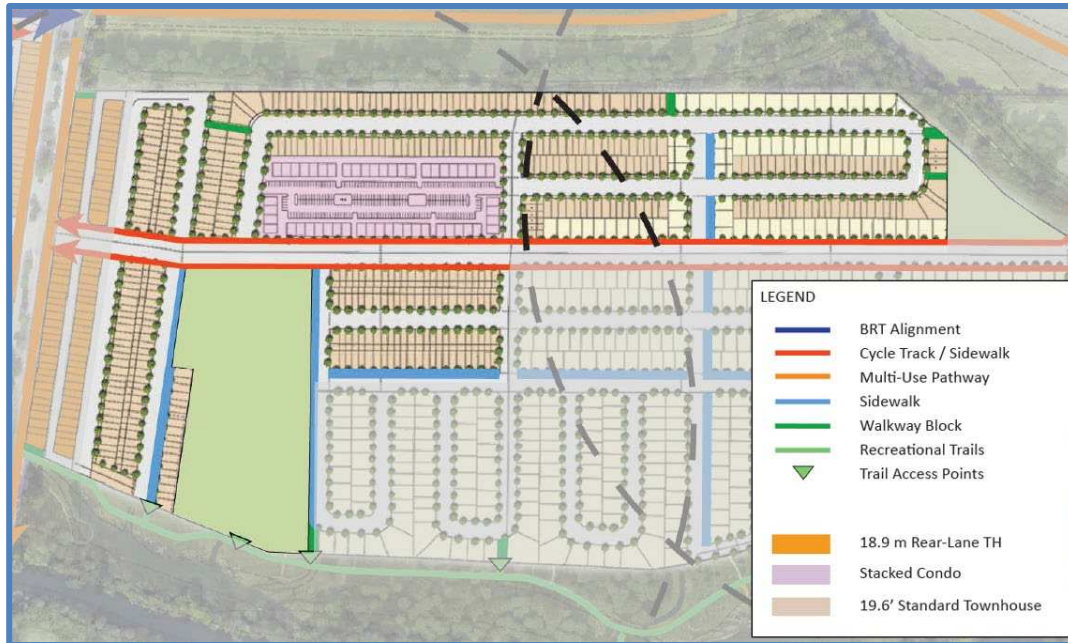 LEGEND
BRT Alignment
Cycle Track / Sidewalk
Multi-Use Pathway
Sidewalk
Walkway Block
Recreational Trails
Trail Access Points
18.9 m Rear-Lane TH
Stacked Condo
19.6' Standard Townhouse